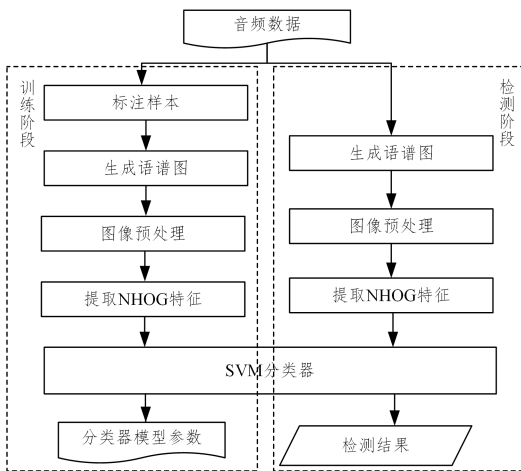 音频数据
训练阶段
标注样本
生成语谱图
图像预处理
提取NHOG特征
检测阶段
生成语谱图
图像预处理
提取NHOG特征
SVM分类器
分类器模型参数
检测结果